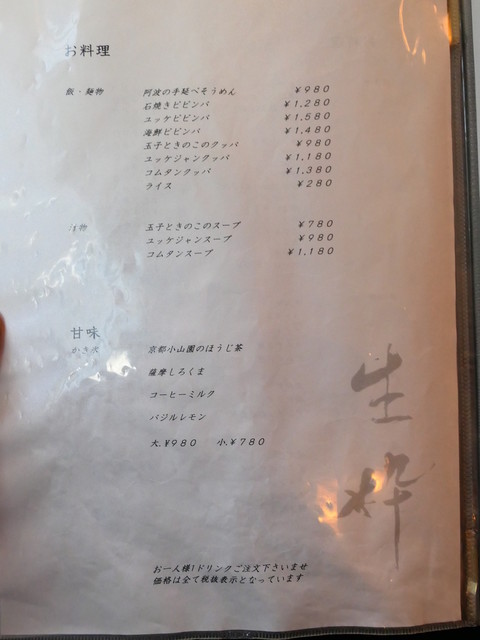 お料理
飯・麺物 阿波の手延べそうめん ¥980
石焼きビビンバ ¥1,280
ユッケビビンバ ¥1,580
海鮮ビビンバ ¥1,480
玉子ときのこのクッパ ¥980
ユッケジャンクッパ ¥1,180
コムタンクッパ ¥1,380
ライス ¥280
玉子ときのこのスープ ¥780
ユッケジャンスープ ¥980
コムタンスープ ¥1,180
甘味
かき氷 京都小山園のほうじ茶
薩摩しろくま
コーヒーミルク
バジルレモン
大.¥980 小.¥780
生粋
お一人様1ドリンクご注文下さいませ
価格は全て税抜表示となっています